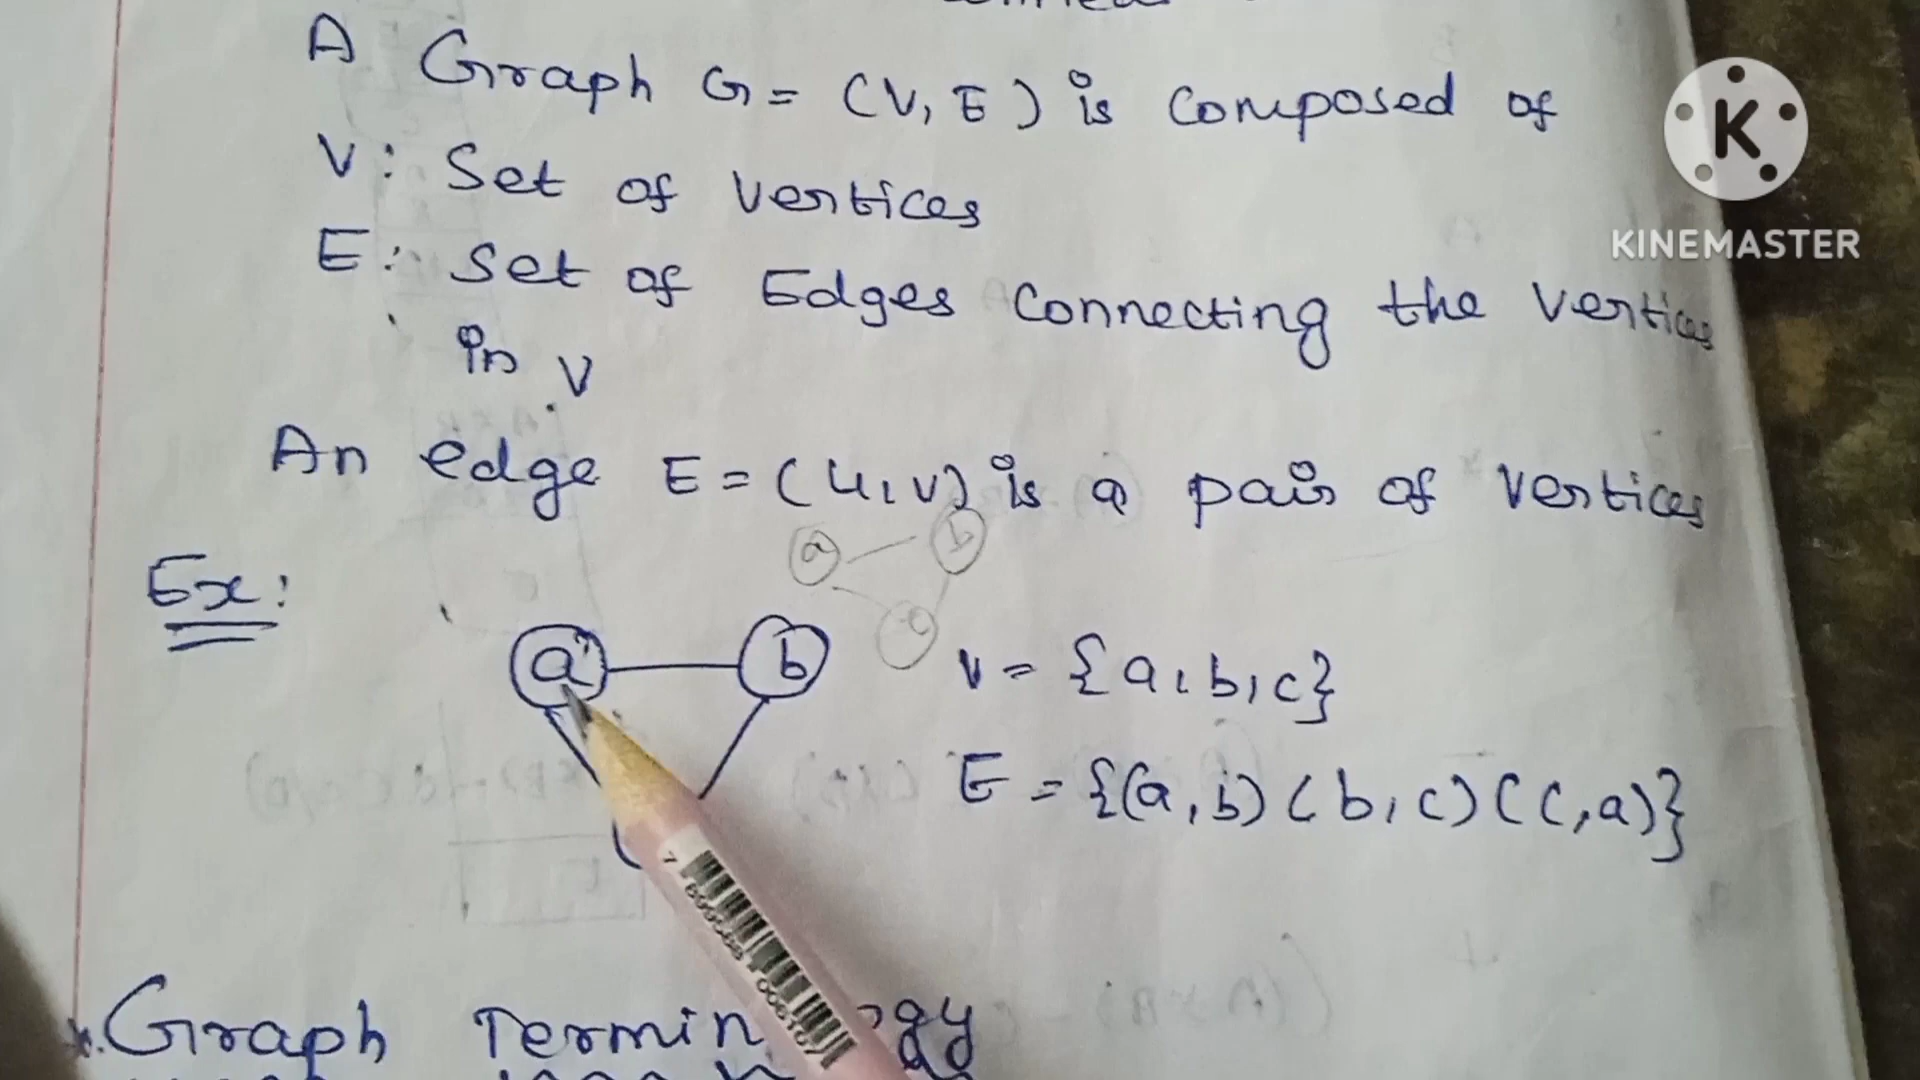 A Graph G = (V, E) is composed of
V: Set of vertices
E: Set of Edges connecting the vertices
in V
An edge E = (u, v) is a pair of vertices
Ex:
a b
c
a b V = {a, b, c}
E = {(a, b) (b, c) (c, a)}
Graph
K
KINEMASTER